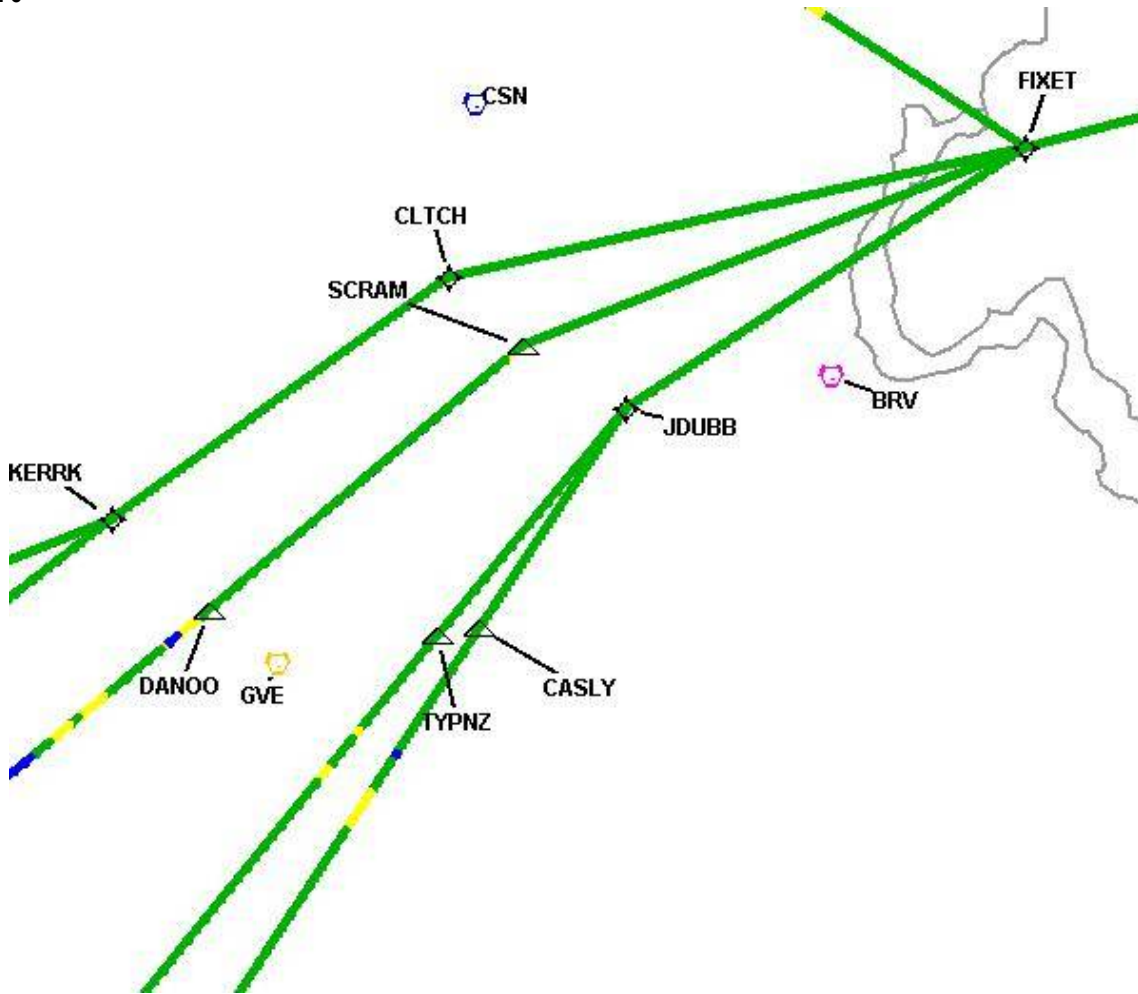 FIXET
CSN
CLTCH
SCRAM
BRV
JDUBB
KERRK
DANOO
GVE
CASLY
TYPNZ